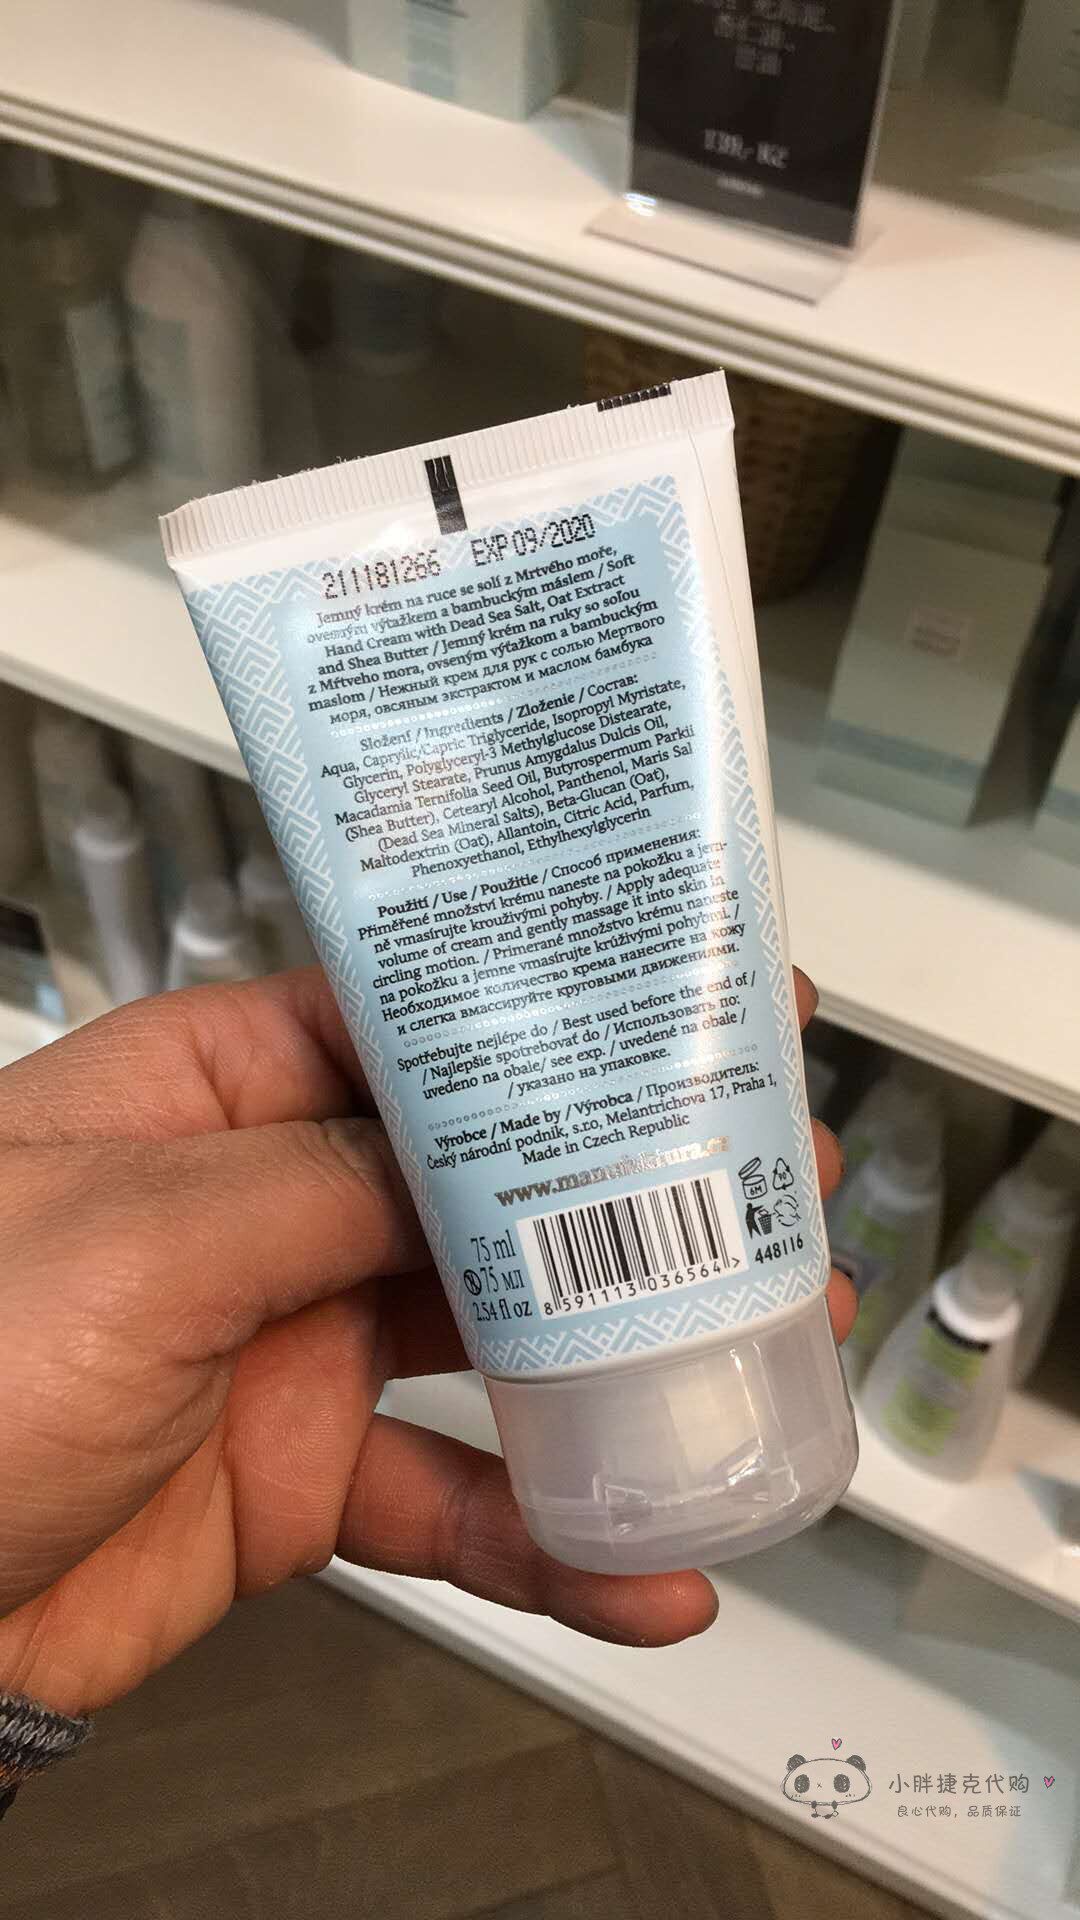 139,- Kč
211181266 EXP 09/2020
Jemný krém na ruce se solí z Mrtvého moře,
ovesným výtažkem a bambuckým máslem / Soft
Hand Cream with Dead Sea Salt, Oat Extract
and Shea Butter / Jemný krém na ruky so soľou
z Mŕtveho mora, ovseným výtažkom a bambuckým
maslom / Нежный крем для рук с солью Мертвого
моря, овсяным экстрактом и маслом бамбука
Složení / Ingredients / Zloženie / Состав:
Aqua, Caprylic/Capric Triglyceride, Isopropyl Myristate,
Glycerin, Polyglyceryl-3 Methylglucose Distearate,
Glyceryl Stearate, Prunus Amygdalus Dulcis Oil,
Macadamia Ternifolia Seed Oil, Butyrospermum Parkii
(Shea Butter), Cetearyl Alcohol, Panthenol, Maris Sal
(Dead Sea Mineral Salts), Beta-Glucan (Oat),
Maltodextrin (Oat), Allantoin, Citric Acid, Parfum,
Phenoxyethanol, Ethylhexylglycerin
Použití / Use / Použitie / Способ применения:
Přiměřené množství krému naneste na pokožku a jem-
ně vmasírujte krouživými pohyby. / Apply adequate
volume of cream and gently massage it into skin in
circling motion. / Primerané množstvo krému naneste
na pokožku a jemne vmasírujte krúživými pohybmi. /
Необходимое количество крема нанесите на кожу
и слегка вмассируйте круговыми движениями.
Spotřebujte nejlépe do / Best used before the end of /
/ Najlepšie spotrebovať do / Использовать по:
uvedeno na obale/ see exp. / uvedené na obale /
/ указано на упаковке.
Výrobce / Made by / Výrobca / Производитель:
Český národní podnik, s.r.o, Melantrichova 17, Praha 1,
Made in Czech Republic
www.manufaktura.cz
75 ml
75 мл
2.54 fl oz
8 591113 036564 >
6M
90
448116
小胖捷克代购
良心代购，品质保证